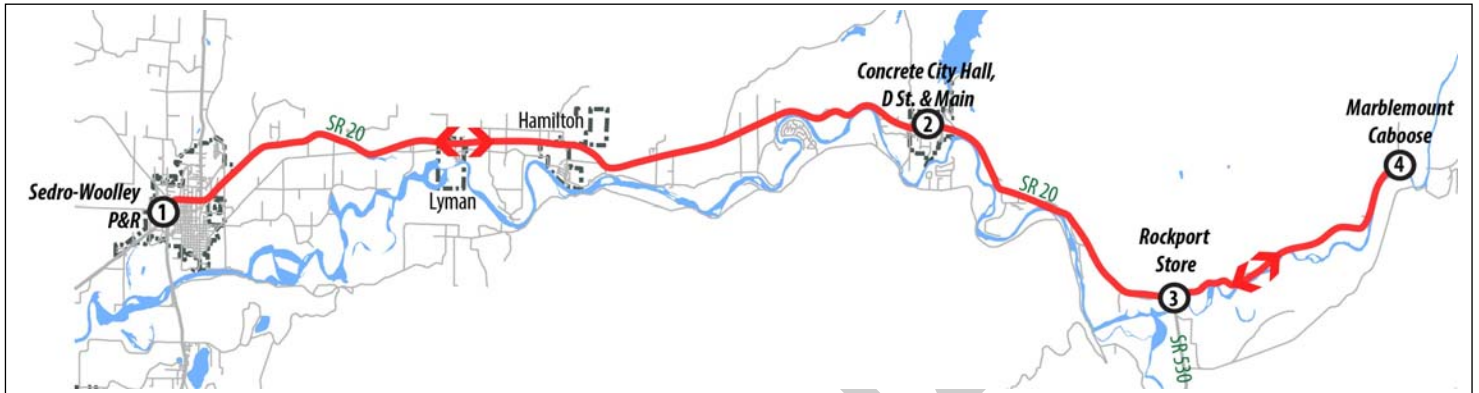 Sedro-Woolley
P&R
1
SR 20
Lyman
Hamilton
Concrete City Hall,
D St. & Main
2
SR 20
Rockport
Store
3
SR 530
Marblemount
Caboose
4